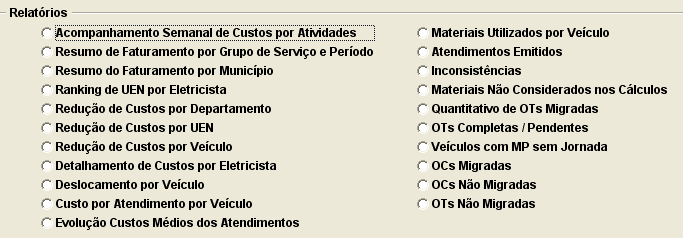 Relatórios
Acompanhamento Semanal de Custos por Atividades
Resumo de Faturamento por Grupo de Serviço e Período
Resumo do Faturamento por Município
Ranking de UEN por Eletricista
Redução de Custos por Departamento
Redução de Custos por UEN
Redução de Custos por Veículo
Detalhamento de Custos por Eletricista
Deslocamento por Veículo
Custo por Atendimento por Veículo
Evolução Custos Médios dos Atendimentos
Materiais Utilizados por Veículo
Atendimentos Emitidos
Inconsistências
Materiais Não Considerados nos Cálculos
Quantitativo de OTs Migradas
OTs Completas / Pendentes
Veículos com MP sem Jornada
OCs Migradas
OCs Não Migradas
OTs Não Migradas